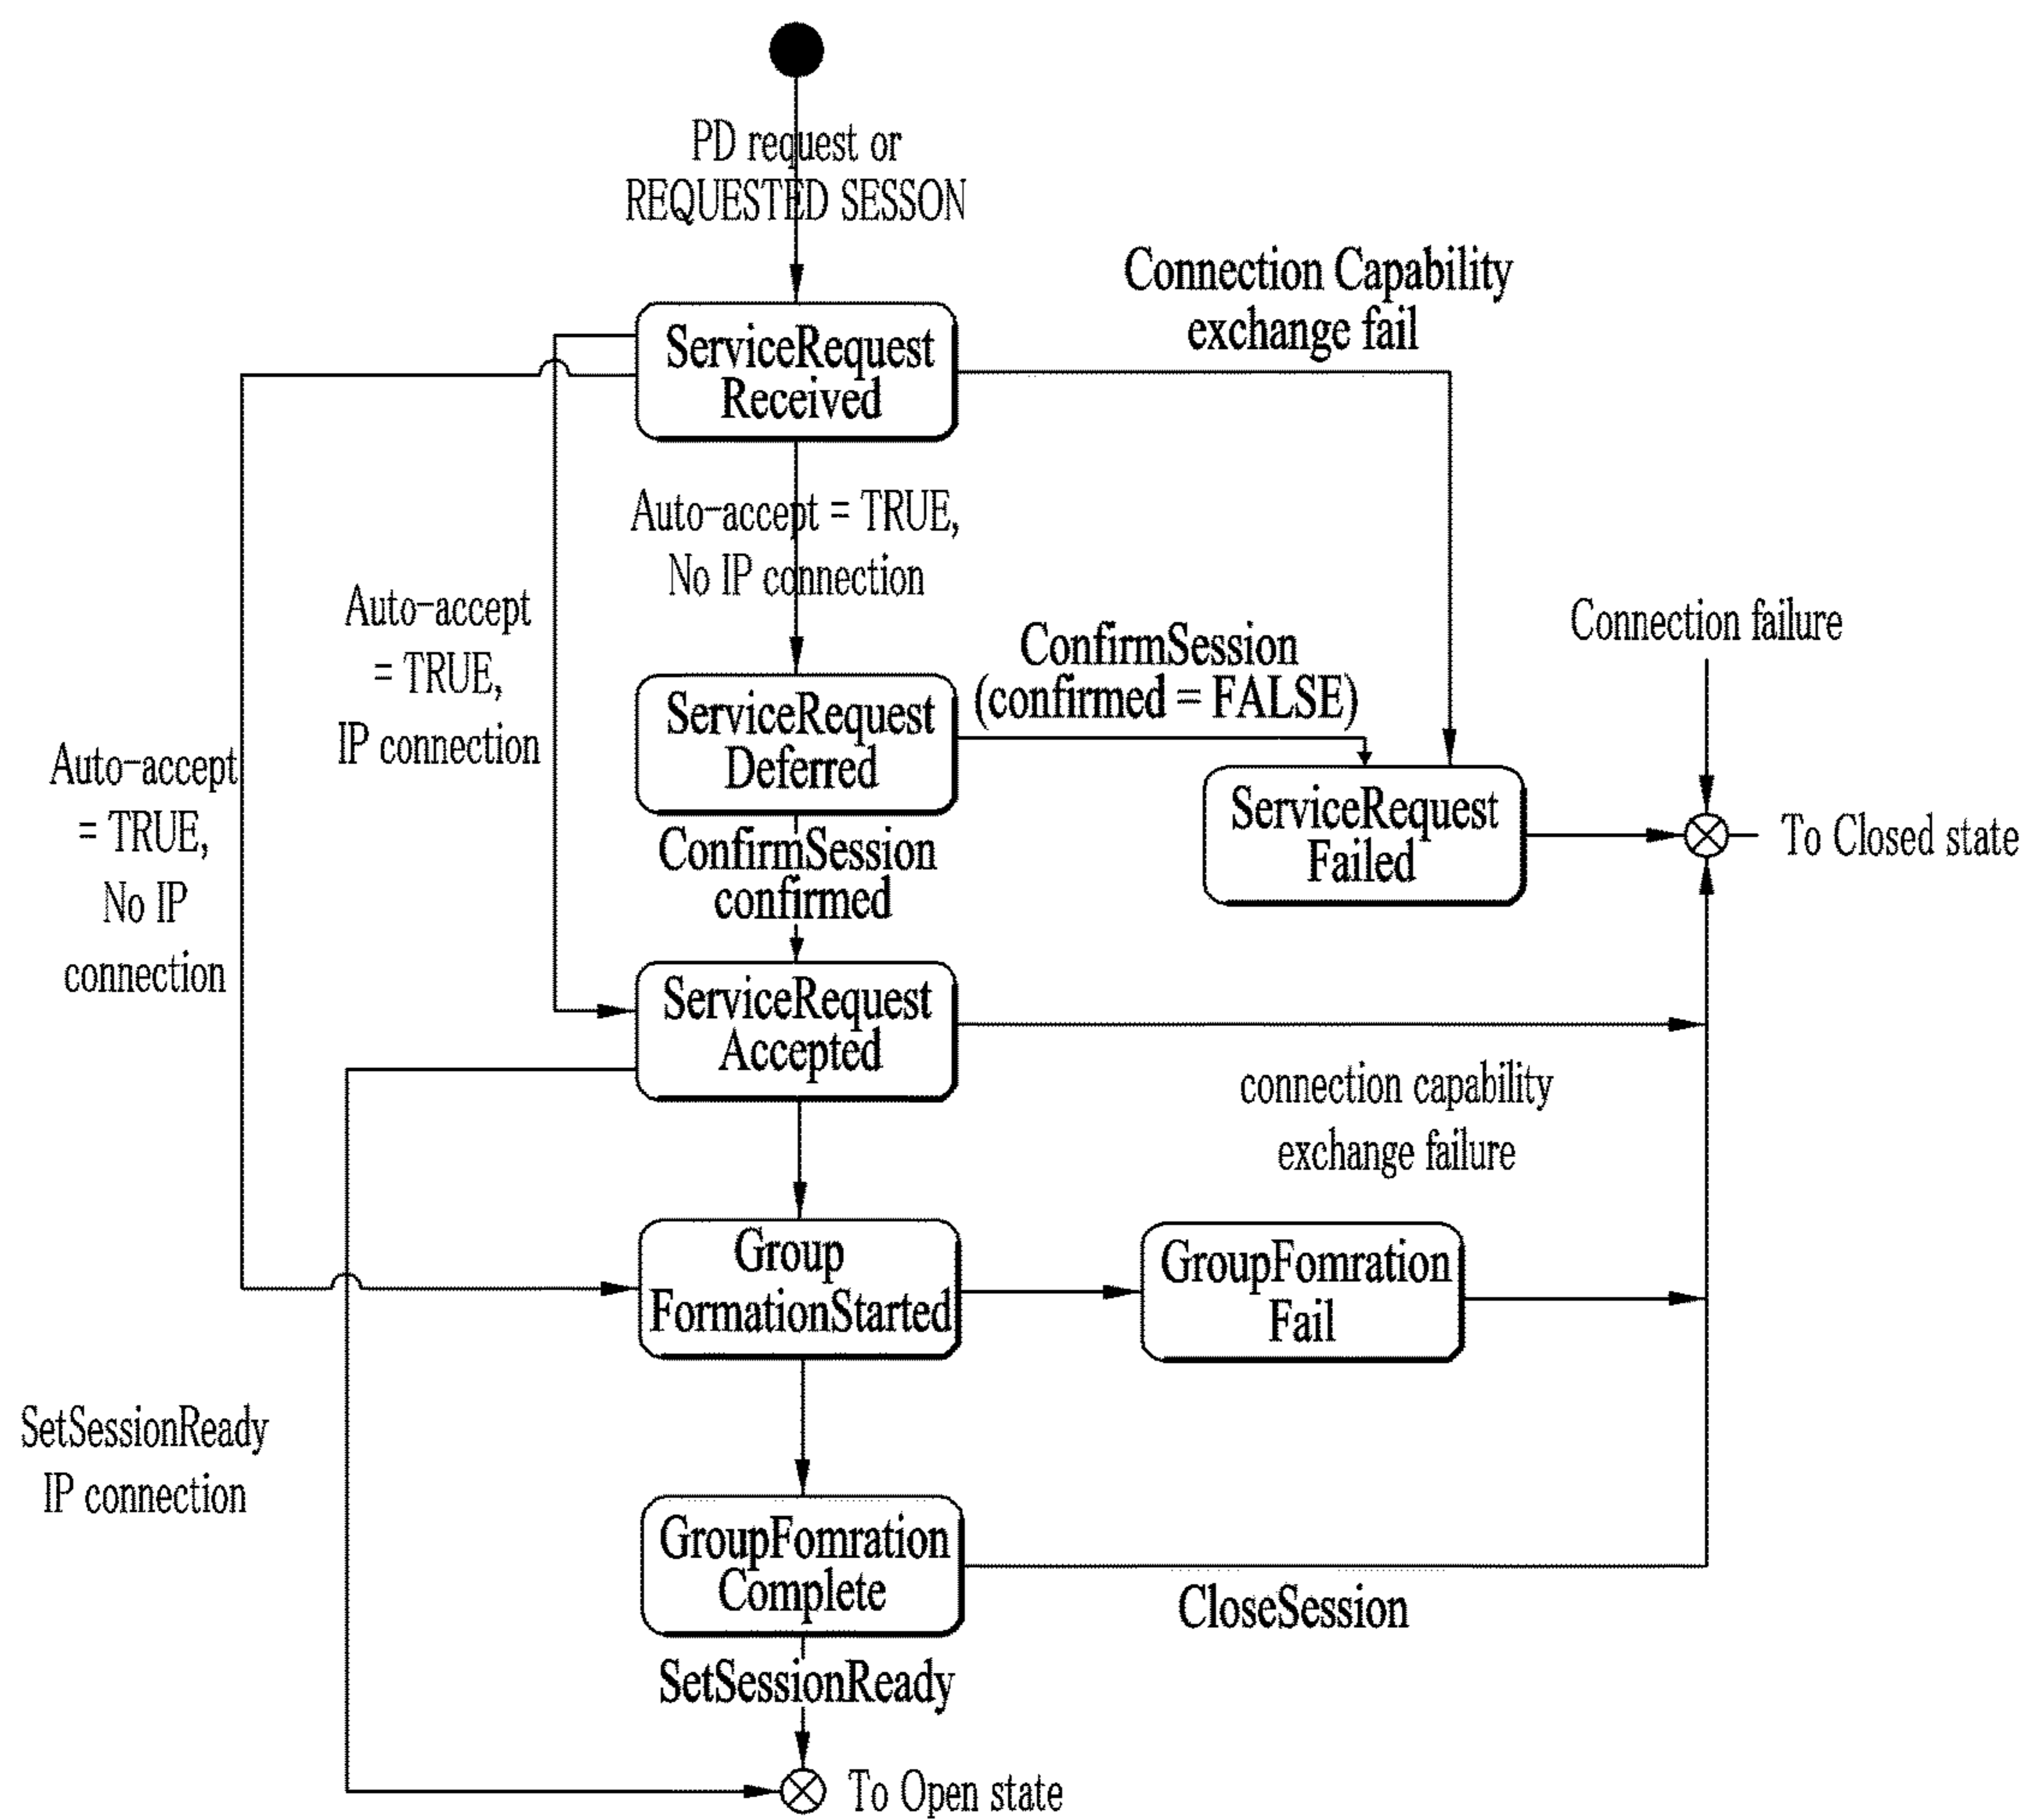 PD request or
REQUESTED SESSON
Connection Capability
exchange fail
ServiceRequest
Received
Auto-accept = TRUE,
No IP connection
Auto-accept
= TRUE,
IP connection
Auto-accept
= TRUE,
No IP
connection
ConfirmSession
(confirmed = FALSE)
Connection failure
ServiceRequest
Deferred
ServiceRequest
Failed
To Closed state
ConfirmSession
confirmed
ServiceRequest
Accepted
connection capability
exchange failure
Group
FormationStarted
GroupFomration
Fail
SetSessionReady
IP connection
GroupFomration
Complete
CloseSession
SetSessionReady
To Open state